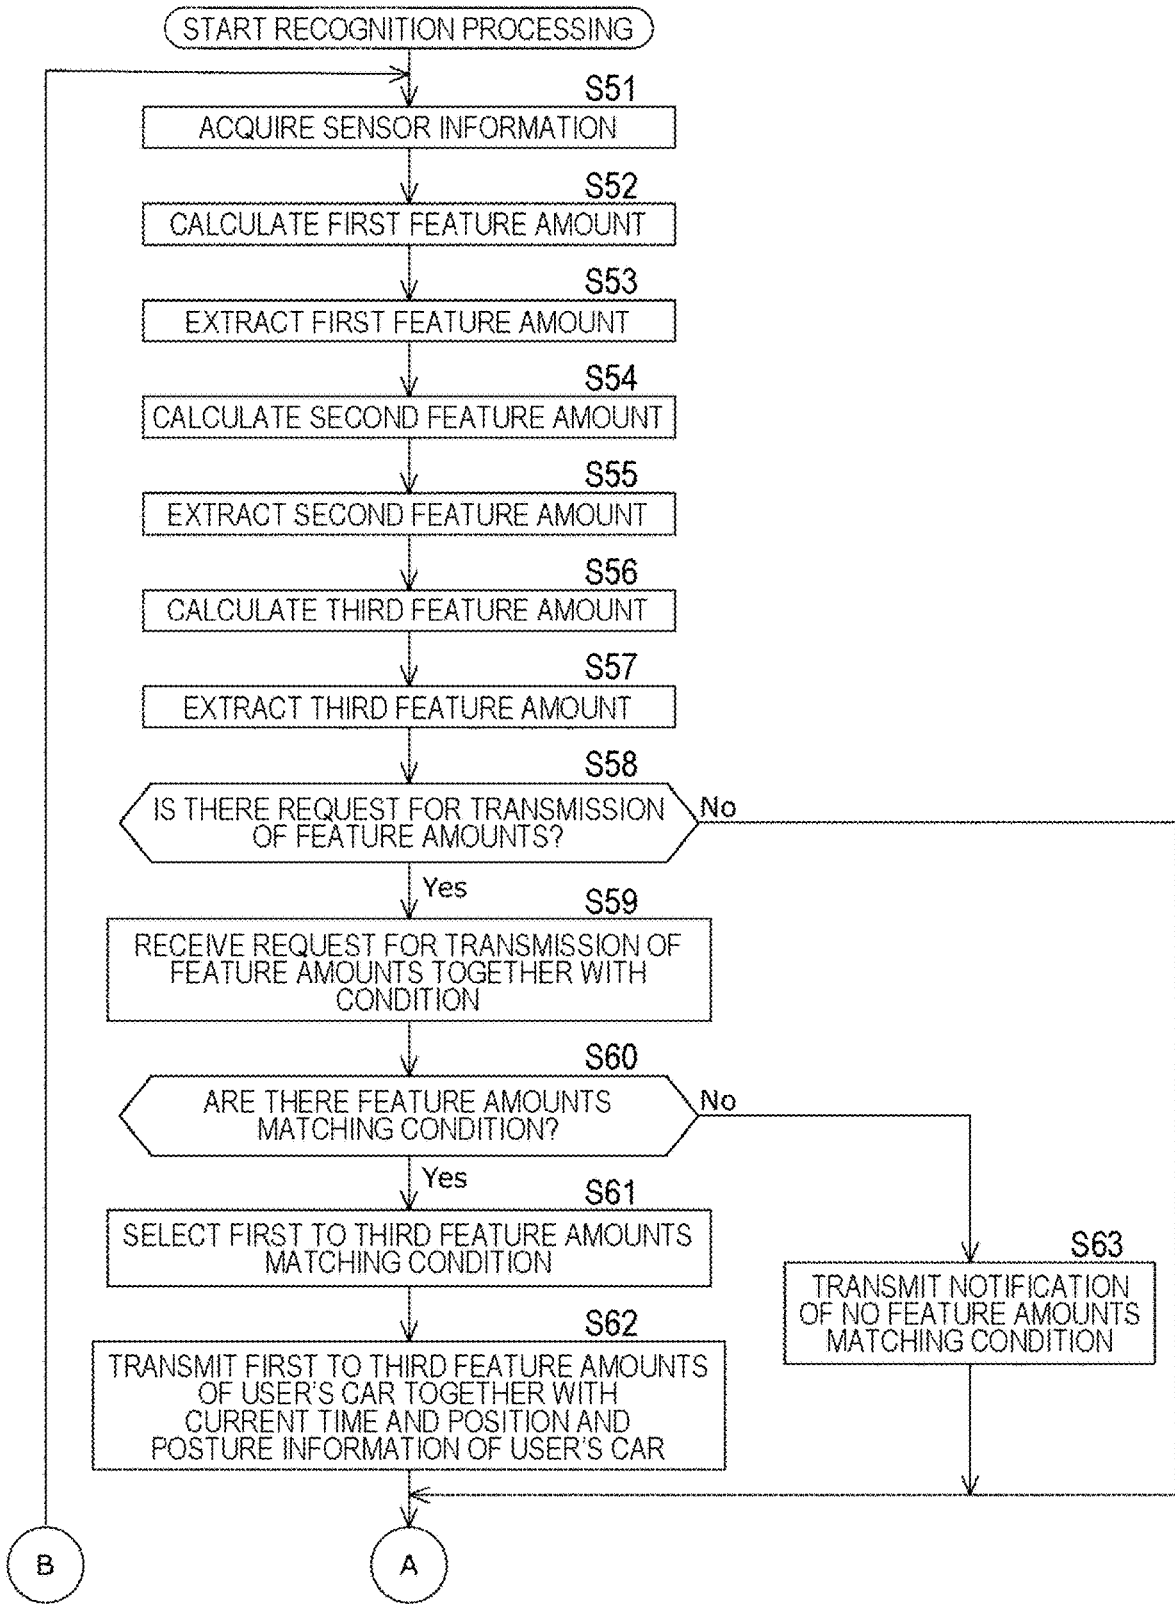 START RECOGNITION PROCESSING
S51
ACQUIRE SENSOR INFORMATION
S52
CALCULATE FIRST FEATURE AMOUNT
S53
EXTRACT FIRST FEATURE AMOUNT
S54
CALCULATE SECOND FEATURE AMOUNT
S55
EXTRACT SECOND FEATURE AMOUNT
S56
CALCULATE THIRD FEATURE AMOUNT
S57
EXTRACT THIRD FEATURE AMOUNT
S58
IS THERE REQUEST FOR TRANSMISSION
OF FEATURE AMOUNTS?
No
Yes
S59
RECEIVE REQUEST FOR TRANSMISSION OF
FEATURE AMOUNTS TOGETHER WITH
CONDITION
S60
ARE THERE FEATURE AMOUNTS
MATCHING CONDITION?
No
Yes
S61
SELECT FIRST TO THIRD FEATURE AMOUNTS
MATCHING CONDITION
S63
TRANSMIT NOTIFICATION
OF NO FEATURE AMOUNTS
MATCHING CONDITION
S62
TRANSMIT FIRST TO THIRD FEATURE AMOUNTS
OF USER'S CAR TOGETHER WITH
CURRENT TIME AND POSITION AND
POSTURE INFORMATION OF USER'S CAR
B
A